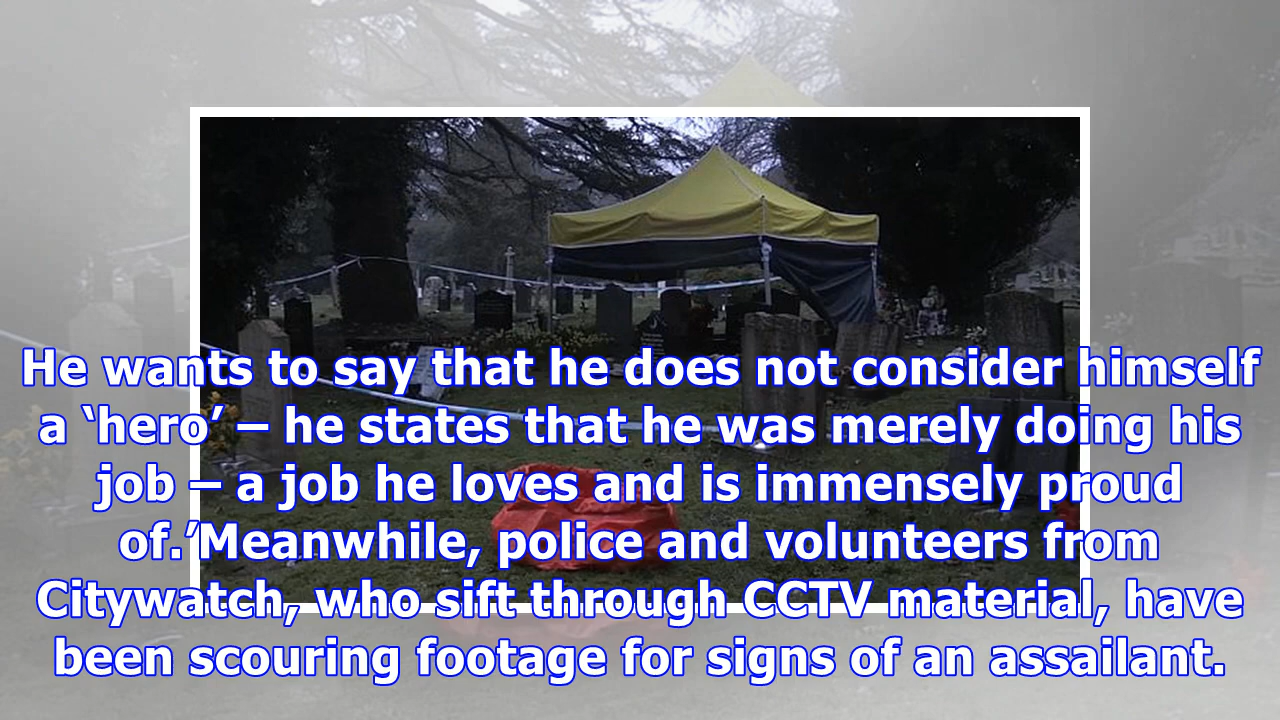 He wants to say that he does not consider himself
a ‘hero’ – he states that he was merely doing his
job – a job he loves and is immensely proud
of.’Meanwhile, police and volunteers from
Citywatch, who sift through CCTV material, have
been scouring footage for signs of an assailant.